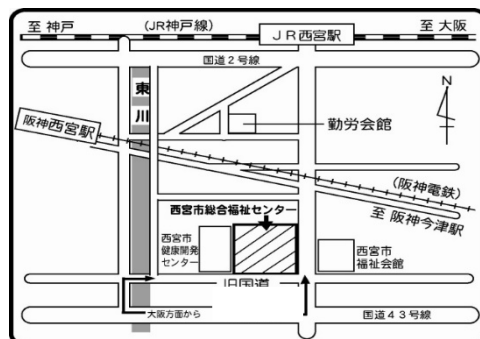 至 神戸
(JR神戸線)
JR西宮駅
至 大阪
国道2号線
東川
N
阪神西宮駅
勤労会館
(阪神電鉄)
至 阪神今津駅
西宮市総合福祉センター
西宮市
健康開発
センター
西宮市
福祉会館
旧国道
大阪方面から
国道43号線